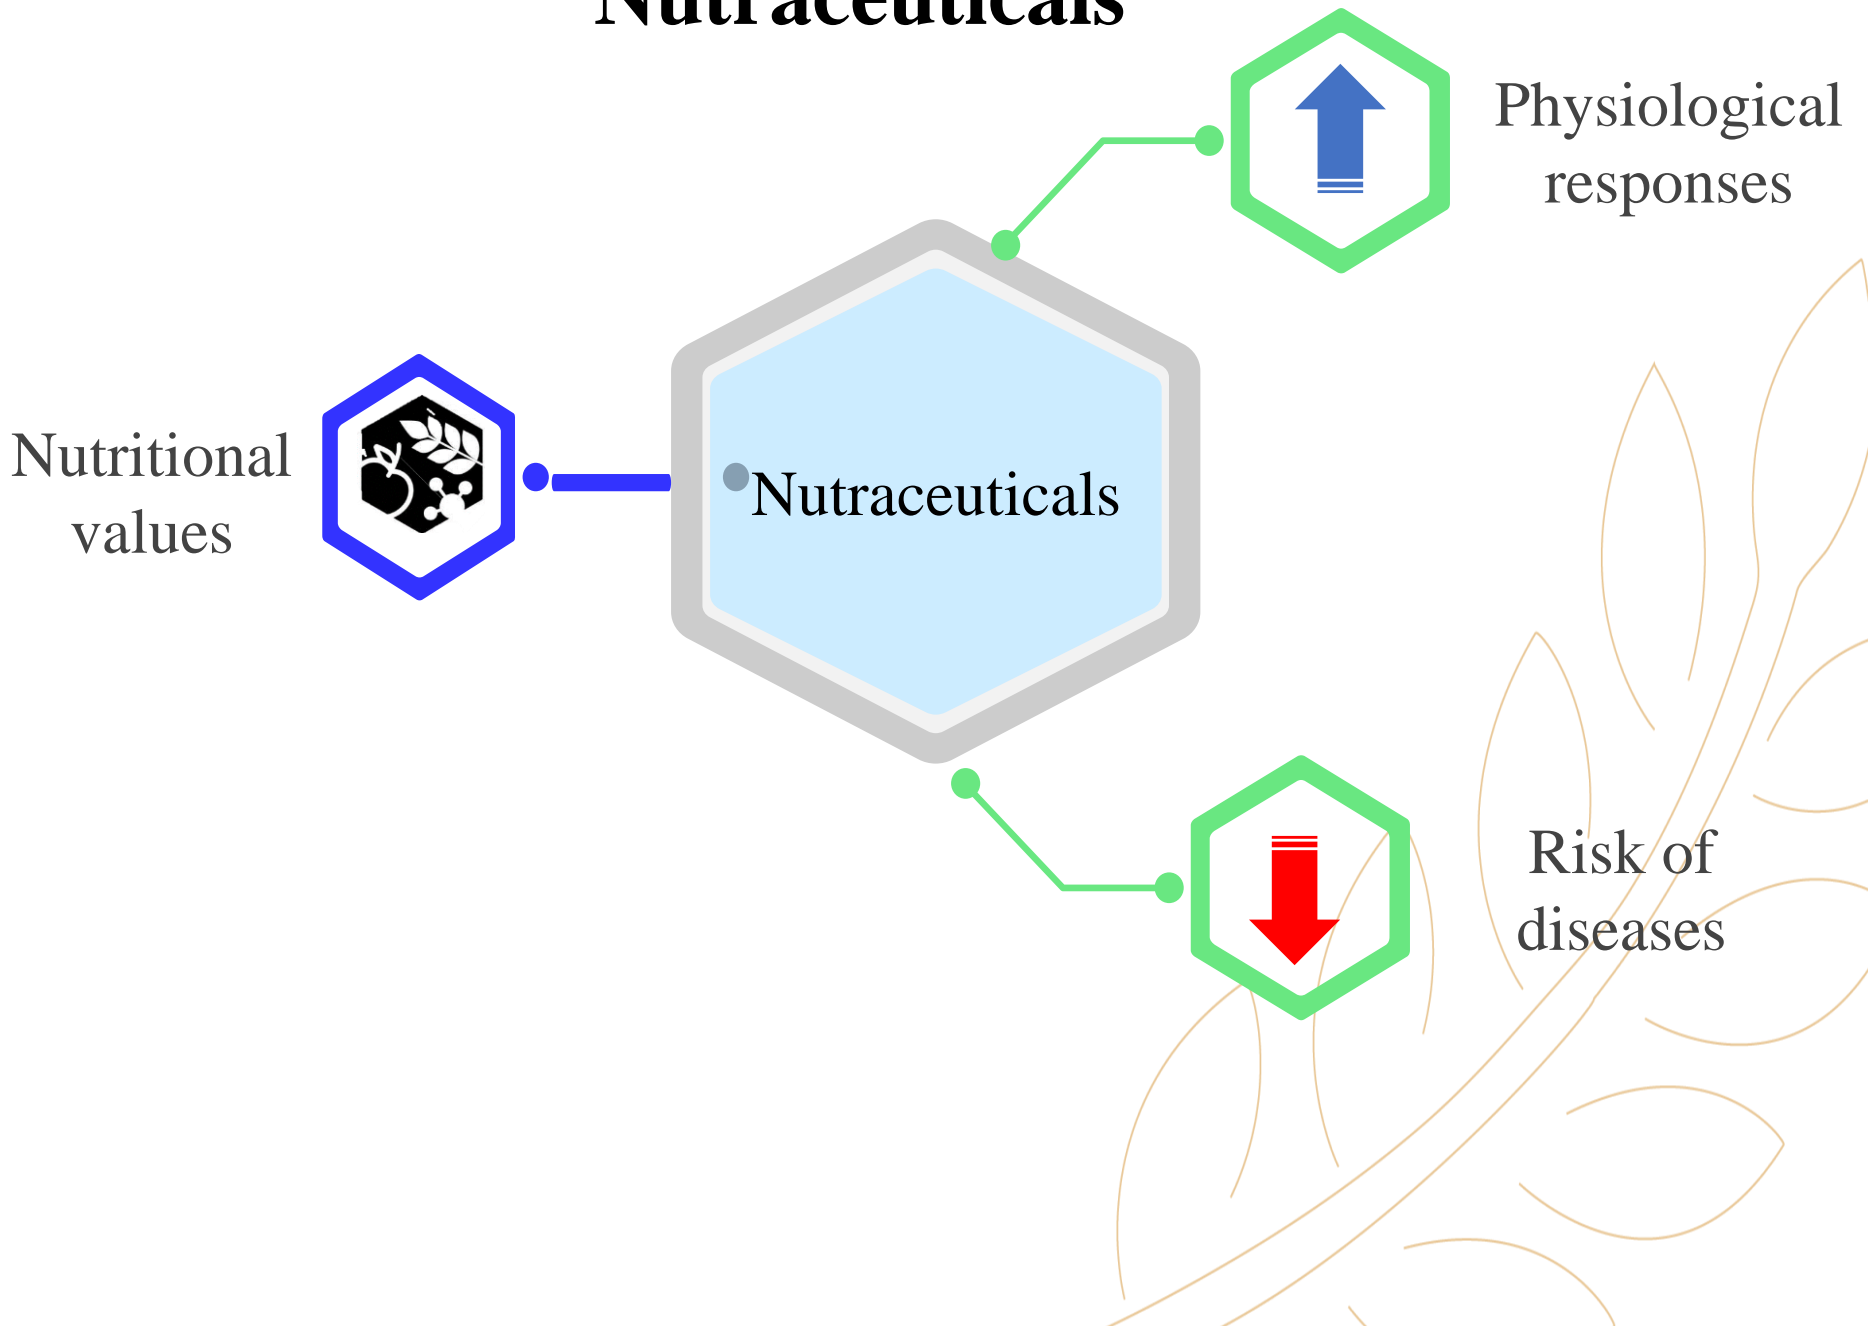 Nutraceuticals
Physiological
responses
Nutritional
values
Nutraceuticals
Risk of
diseases